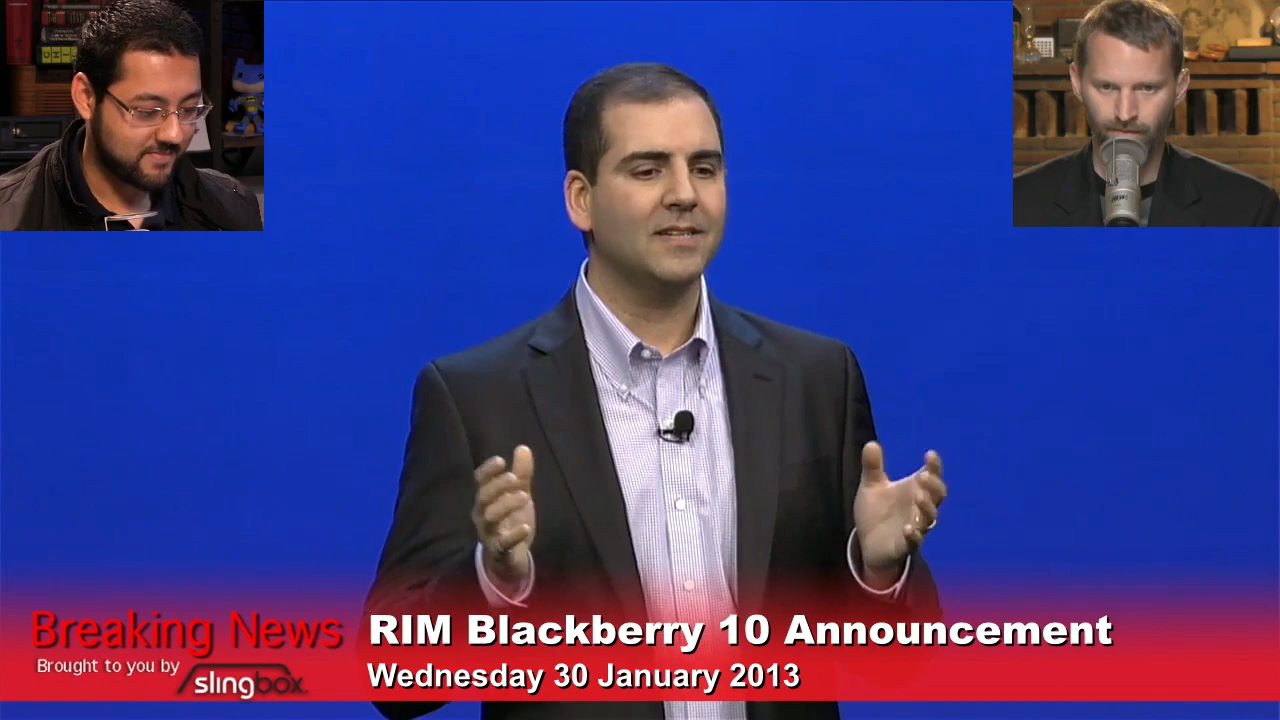 Breaking News
Brought to you by
slingbox.
RIM Blackberry 10 Announcement
Wednesday 30 January 2013